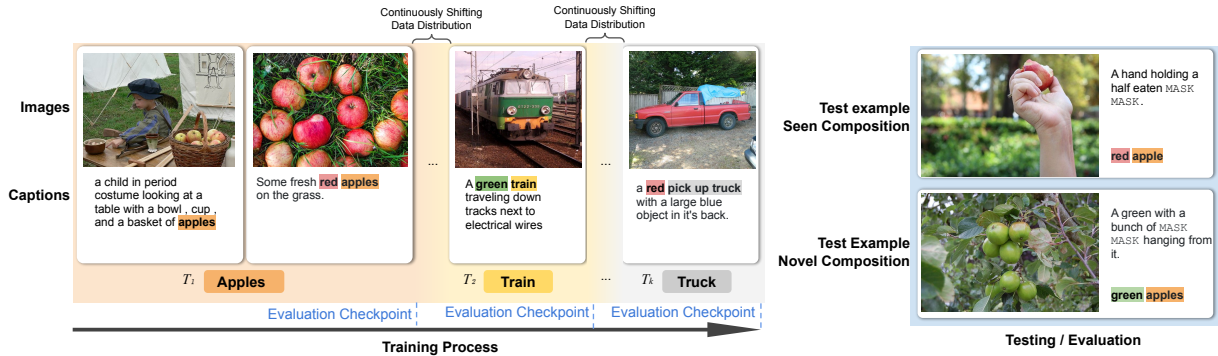 Continuously Shifting
Data Distribution
Continuously Shifting
Data Distribution
Images
Captions
a child in period
costume looking at a
table with a bowl , cup ,
and a basket of apples
Some fresh red apples
on the grass.
...
A green train
traveling down
tracks next to
electrical wires
...
a red pick up truck
with a large blue
object in it's back.
T₁ Apples
T₂ Train
...
Tₖ Truck
Evaluation Checkpoint
Evaluation Checkpoint
Evaluation Checkpoint
Training Process
Test example
Seen Composition
A hand holding a
half eaten MASK
MASK.
red apple
Test Example
Novel Composition
A green with a
bunch of MASK
MASK hanging from
it.
green apples
Testing / Evaluation